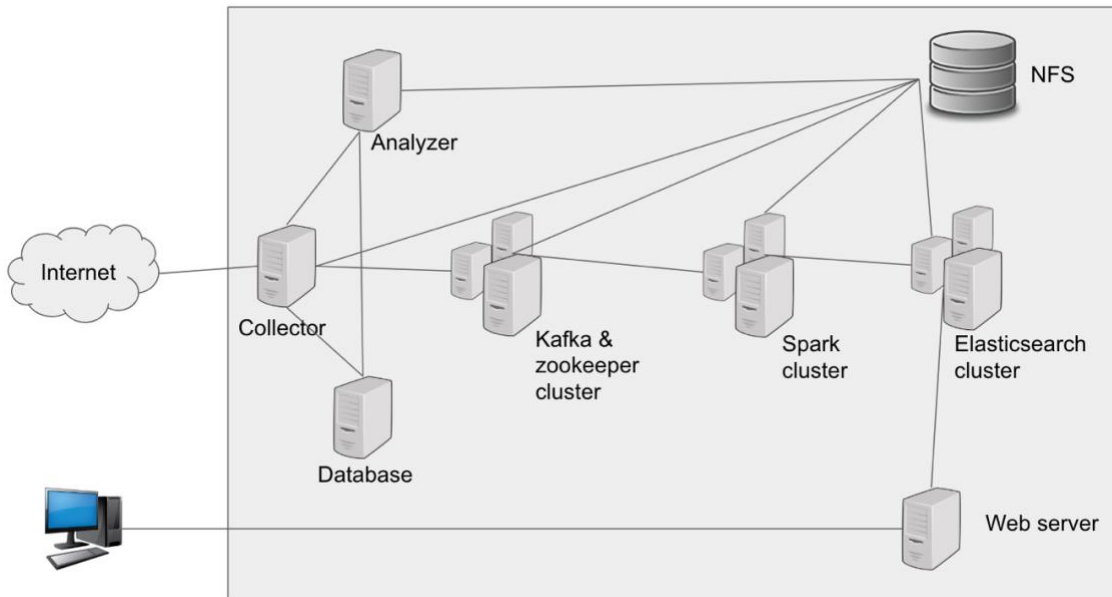 NFS
Analyzer
Internet
Collector
Kafka &
zookeeper
cluster
Spark
cluster
Elasticsearch
cluster
Database
Web server